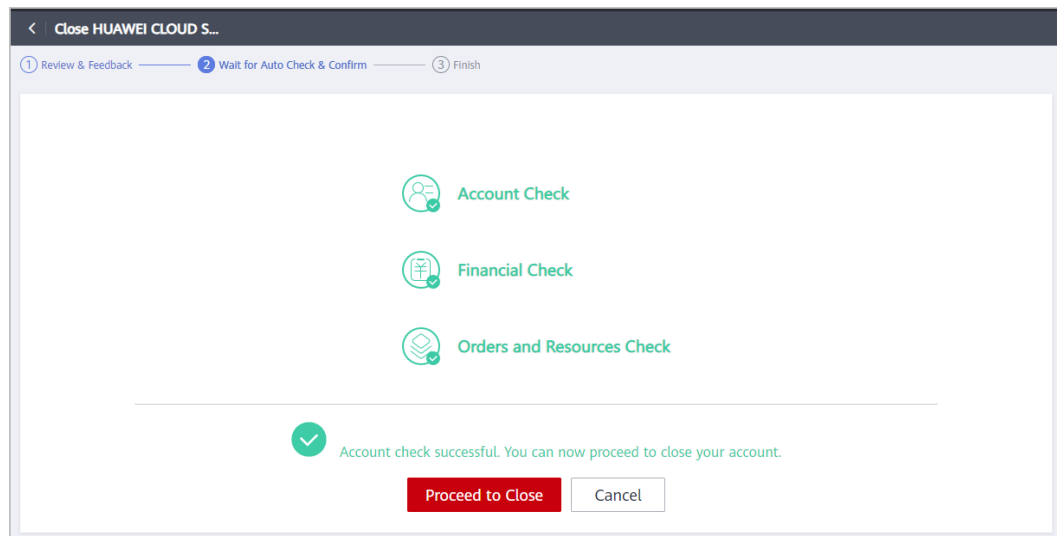 Close HUAWEI CLOUD S...
1 Review & Feedback 2 Wait for Auto Check & Confirm 3 Finish
Account Check
Financial Check
Orders and Resources Check
Account check successful. You can now proceed to close your account.
Proceed to Close Cancel